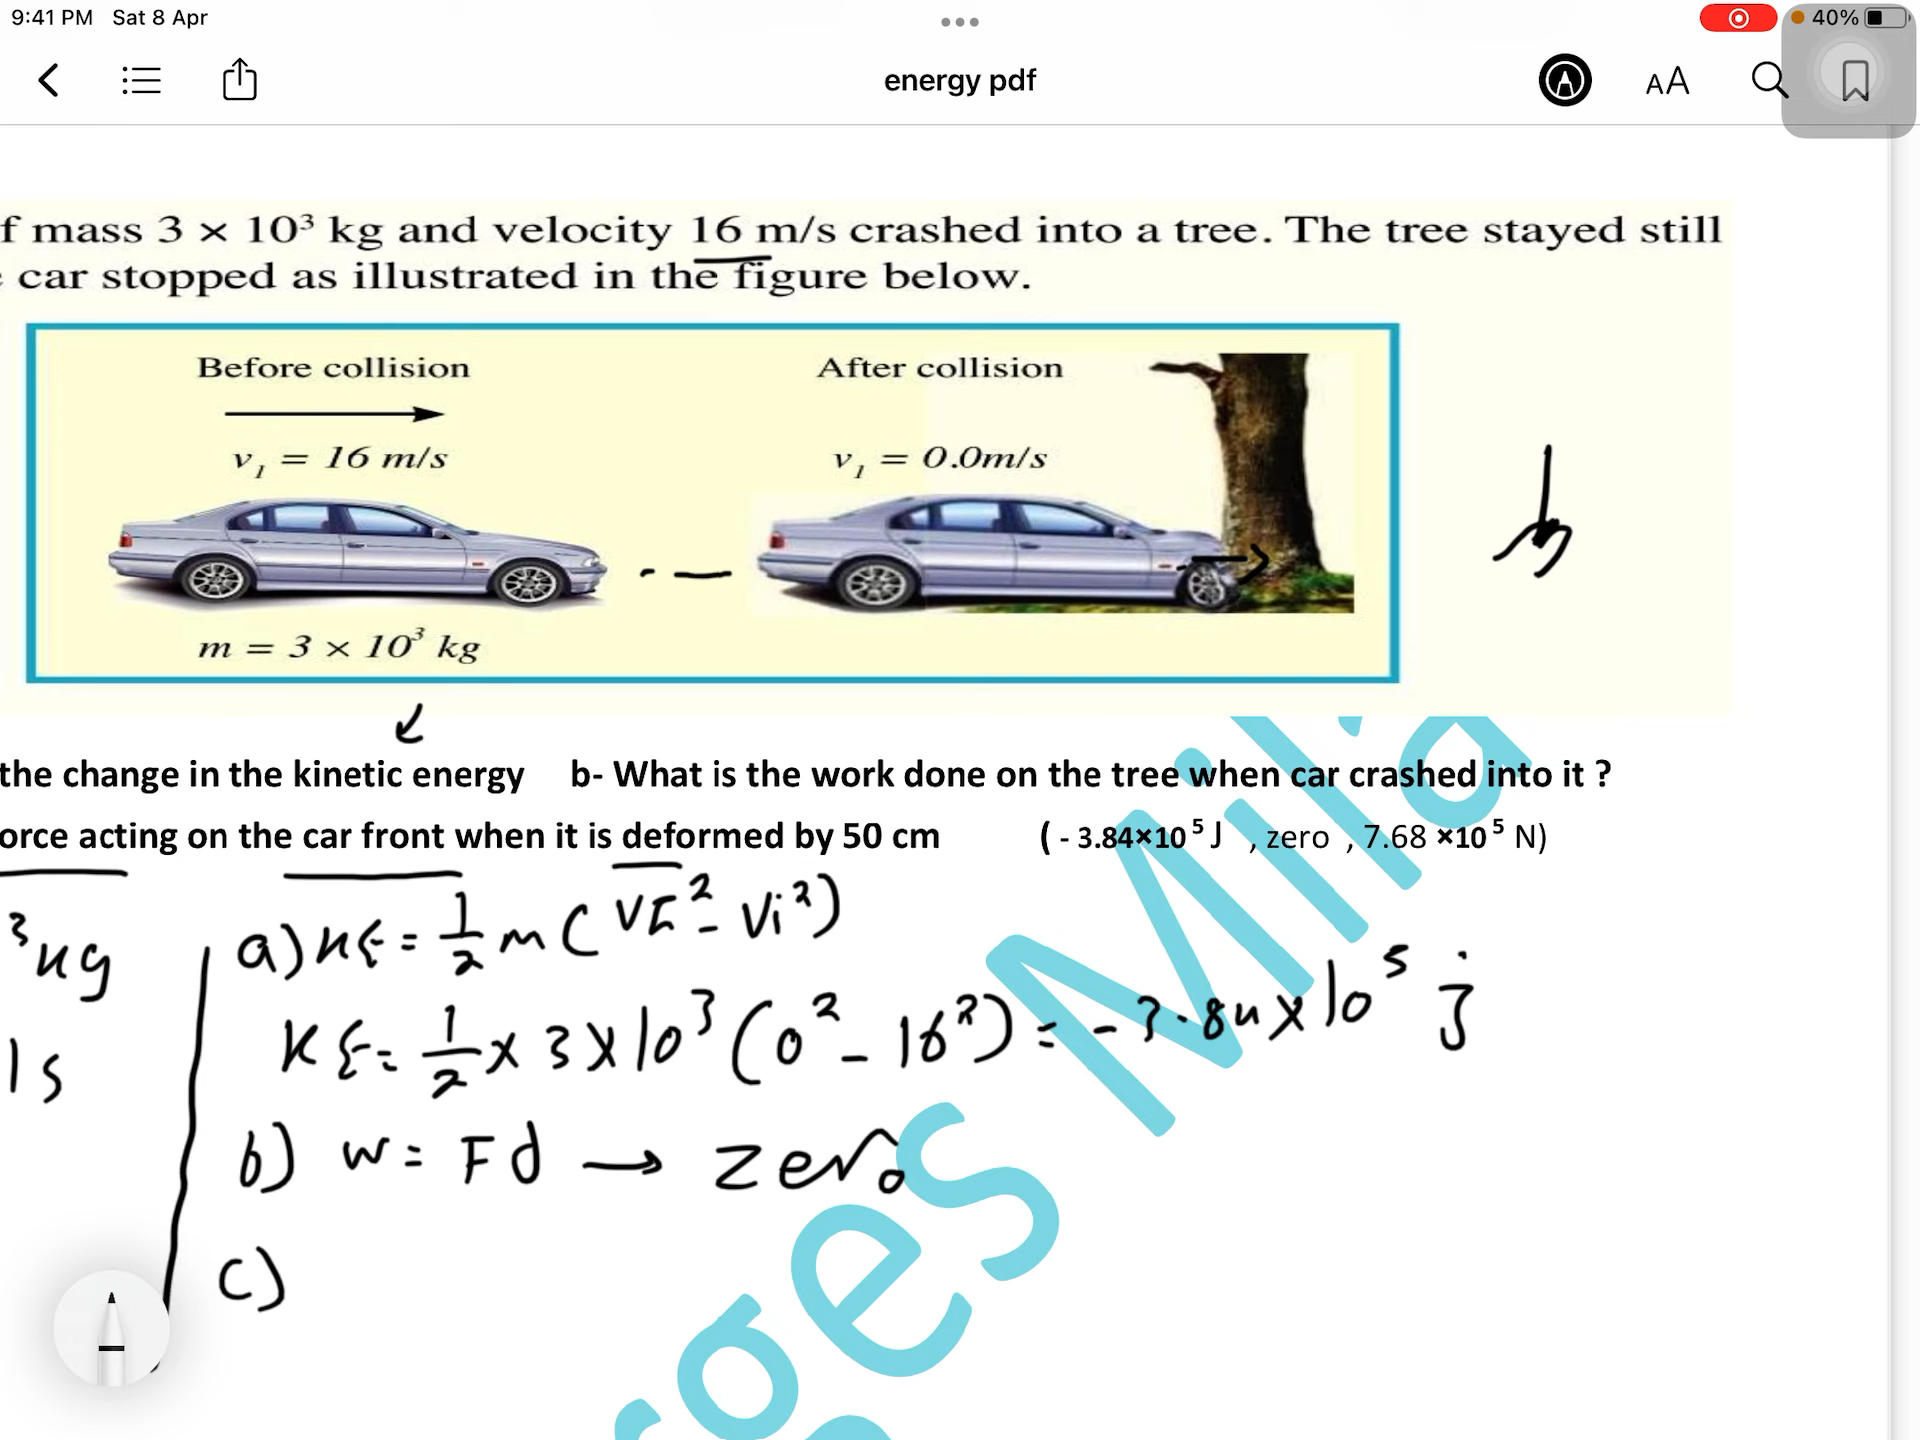 9:41 PM Sat 8 Apr
40%
energy pdf
AA
f mass 3 × 10³ kg and velocity 16 m/s crashed into a tree. The tree stayed still
car stopped as illustrated in the figure below.
Before collision
After collision
v₁ = 16 m/s
v₁ = 0.0m/s
m = 3 × 10³ kg
the change in the kinetic energy b- What is the work done on the tree when car crashed into it ?
orce acting on the car front when it is deformed by 50 cm ( - 3.84×10⁵ J , zero , 7.68 ×10⁵ N)
³kg
a) KE = 1/2 m ( VF² - Vi²)
KE = 1/2 x 3 x 10³ (0² - 16²) = - 3.84 x 10⁵ j
1s
b) w = Fd → zero
c)
ges Mila